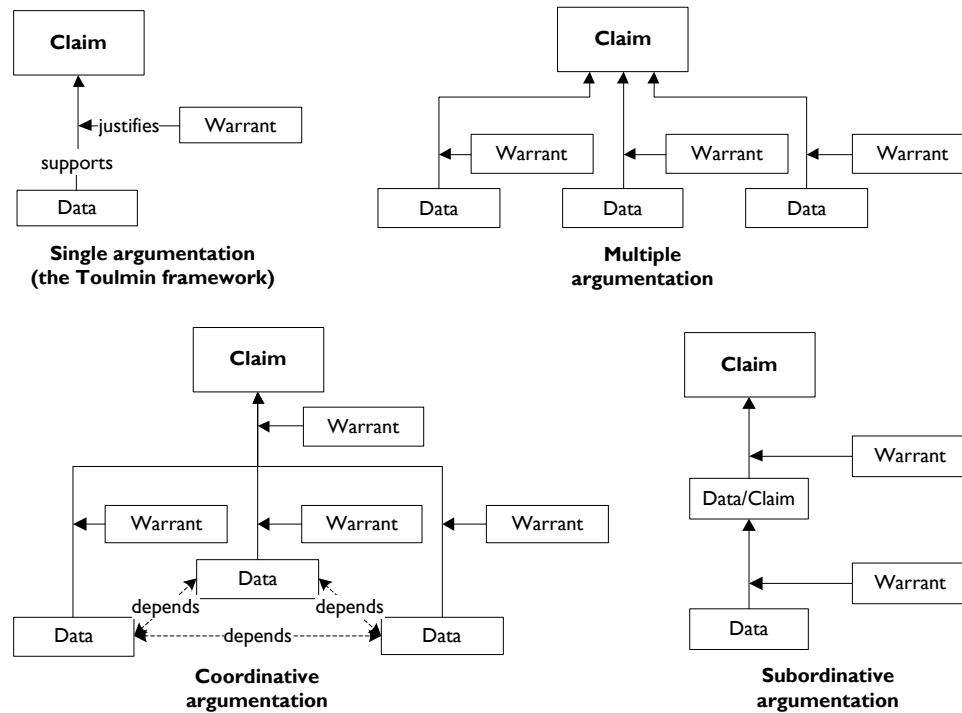 Claim
justifies
Warrant
supports
Data
Single argumentation
(the Toulmin framework)
Claim
Warrant
Warrant
Warrant
Data
Data
Data
Multiple
argumentation
Claim
Warrant
Warrant
Warrant
Warrant
Data
depends
depends
Data
depends
Data
Coordinative
argumentation
Claim
Warrant
Data/Claim
Warrant
Data
Subordinative
argumentation